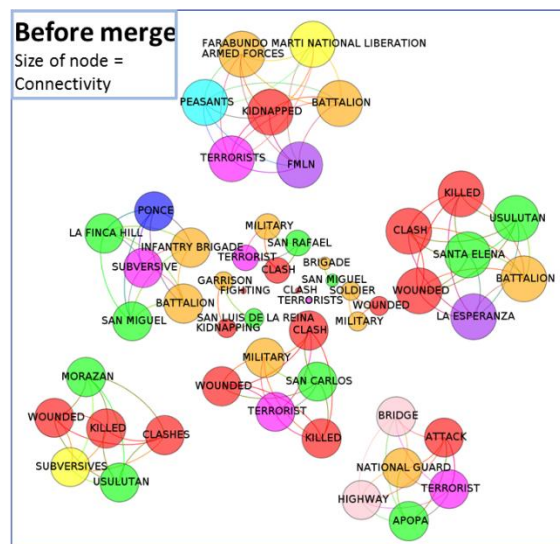 Before merge
Size of node =
Connectivity
FARABUNDO MARTI NATIONAL LIBERATION
ARMED FORCES
PEASANTS
KIDNAPPED
BATTALION
TERRORISTS
FMLN
PONCE
LA FINCA HILL
INFANTRY BRIGADE
SUBVERSIVE
BATTALION
SAN MIGUEL
MILITARY
SAN RAFAEL
TERRORIST
CLASH
BRIGADE
GARRISON
FIGHTING
SAN MIGUEL
CLASH
SOLDIER
TERRORISTS
WOUNDED
SAN LUIS DE LA REINA
KIDNAPPING
MILITARY
CLASH
MILITARY
WOUNDED
SAN CARLOS
TERRORIST
KILLED
KILLED
CLASH
USULUTAN
SANTA ELENA
WOUNDED
BATTALION
LA ESPERANZA
MORAZAN
WOUNDED
KILLED
CLASHES
SUBVERSIVES
USULUTAN
BRIDGE
ATTACK
NATIONAL GUARD
TERRORIST
HIGHWAY
APOPA